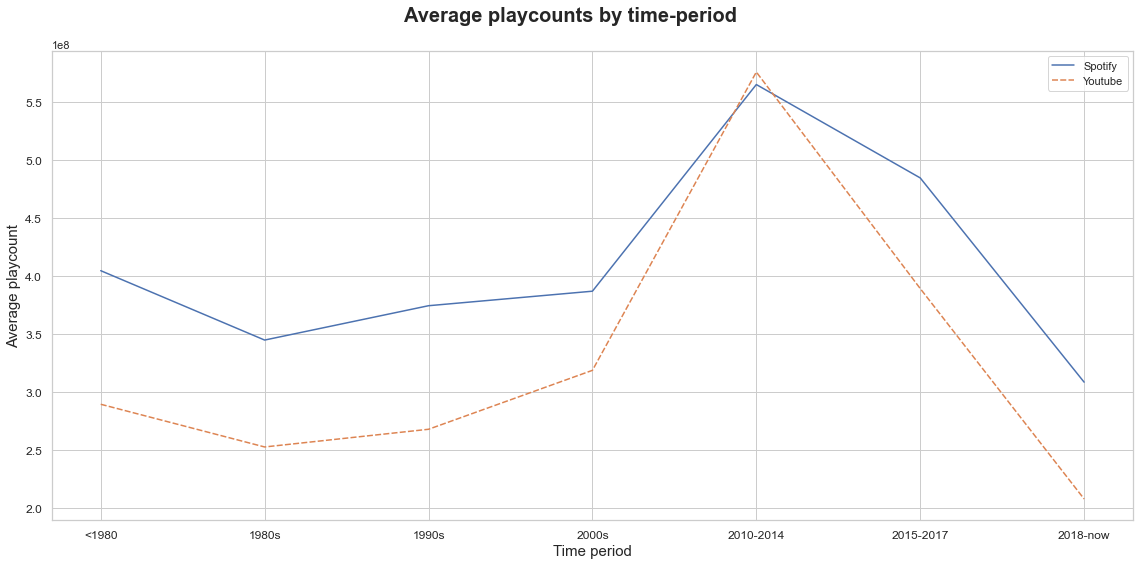 Average playcounts by time-period
1e8
Spotify
Youtube
5.5
5.0
4.5
4.0
3.5
3.0
2.5
2.0
Average playcount
<1980
1980s
1990s
2000s
2010-2014
2015-2017
2018-now
Time period